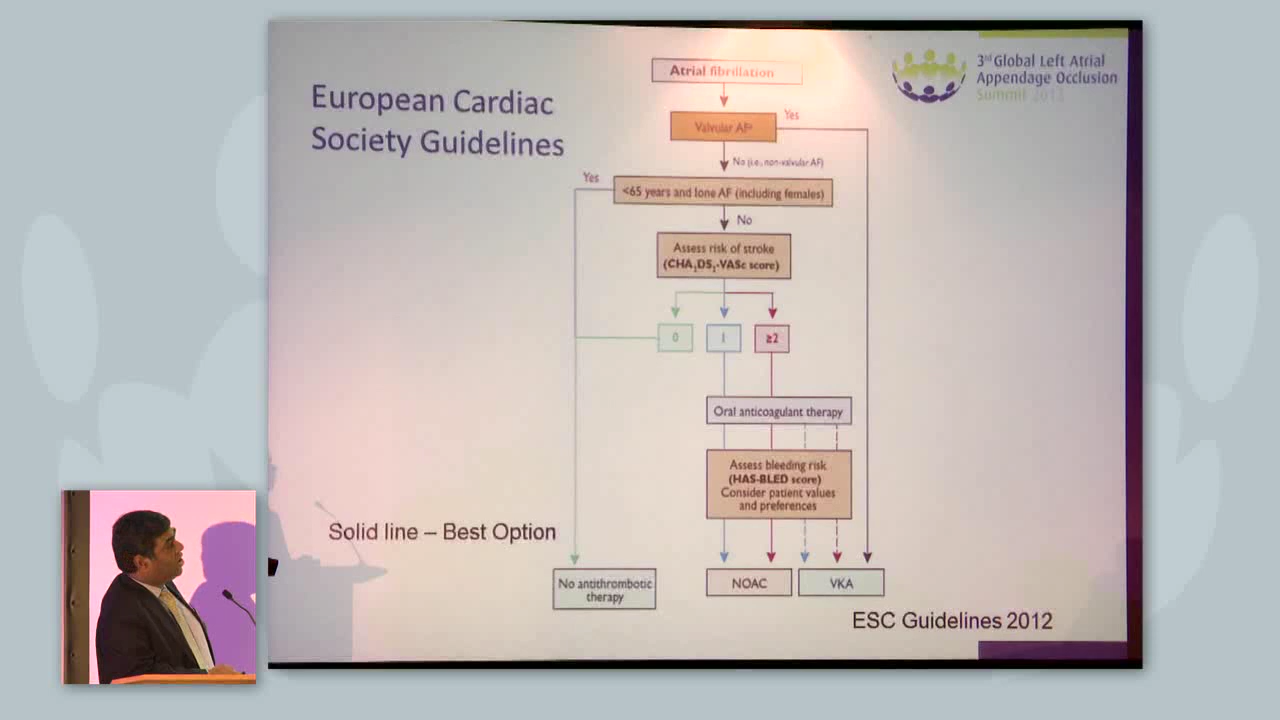 European Cardiac
Society Guidelines
3rd Global Left Atrial
Appendage Occlusion
Summit 2013
Atrial fibrillation
Yes
Valvular AFa
No (i.e., non-valvular AF)
Yes
<65 years and lone AF (including females)
No
Assess risk of stroke
(CHA2DS2-VASc score)
0
1
≥2
Oral anticoagulant therapy
Assess bleeding risk
(HAS-BLED score)
Consider patient values
and preferences
Solid line – Best Option
No antithrombotic
therapy
NOAC
VKA
ESC Guidelines 2012